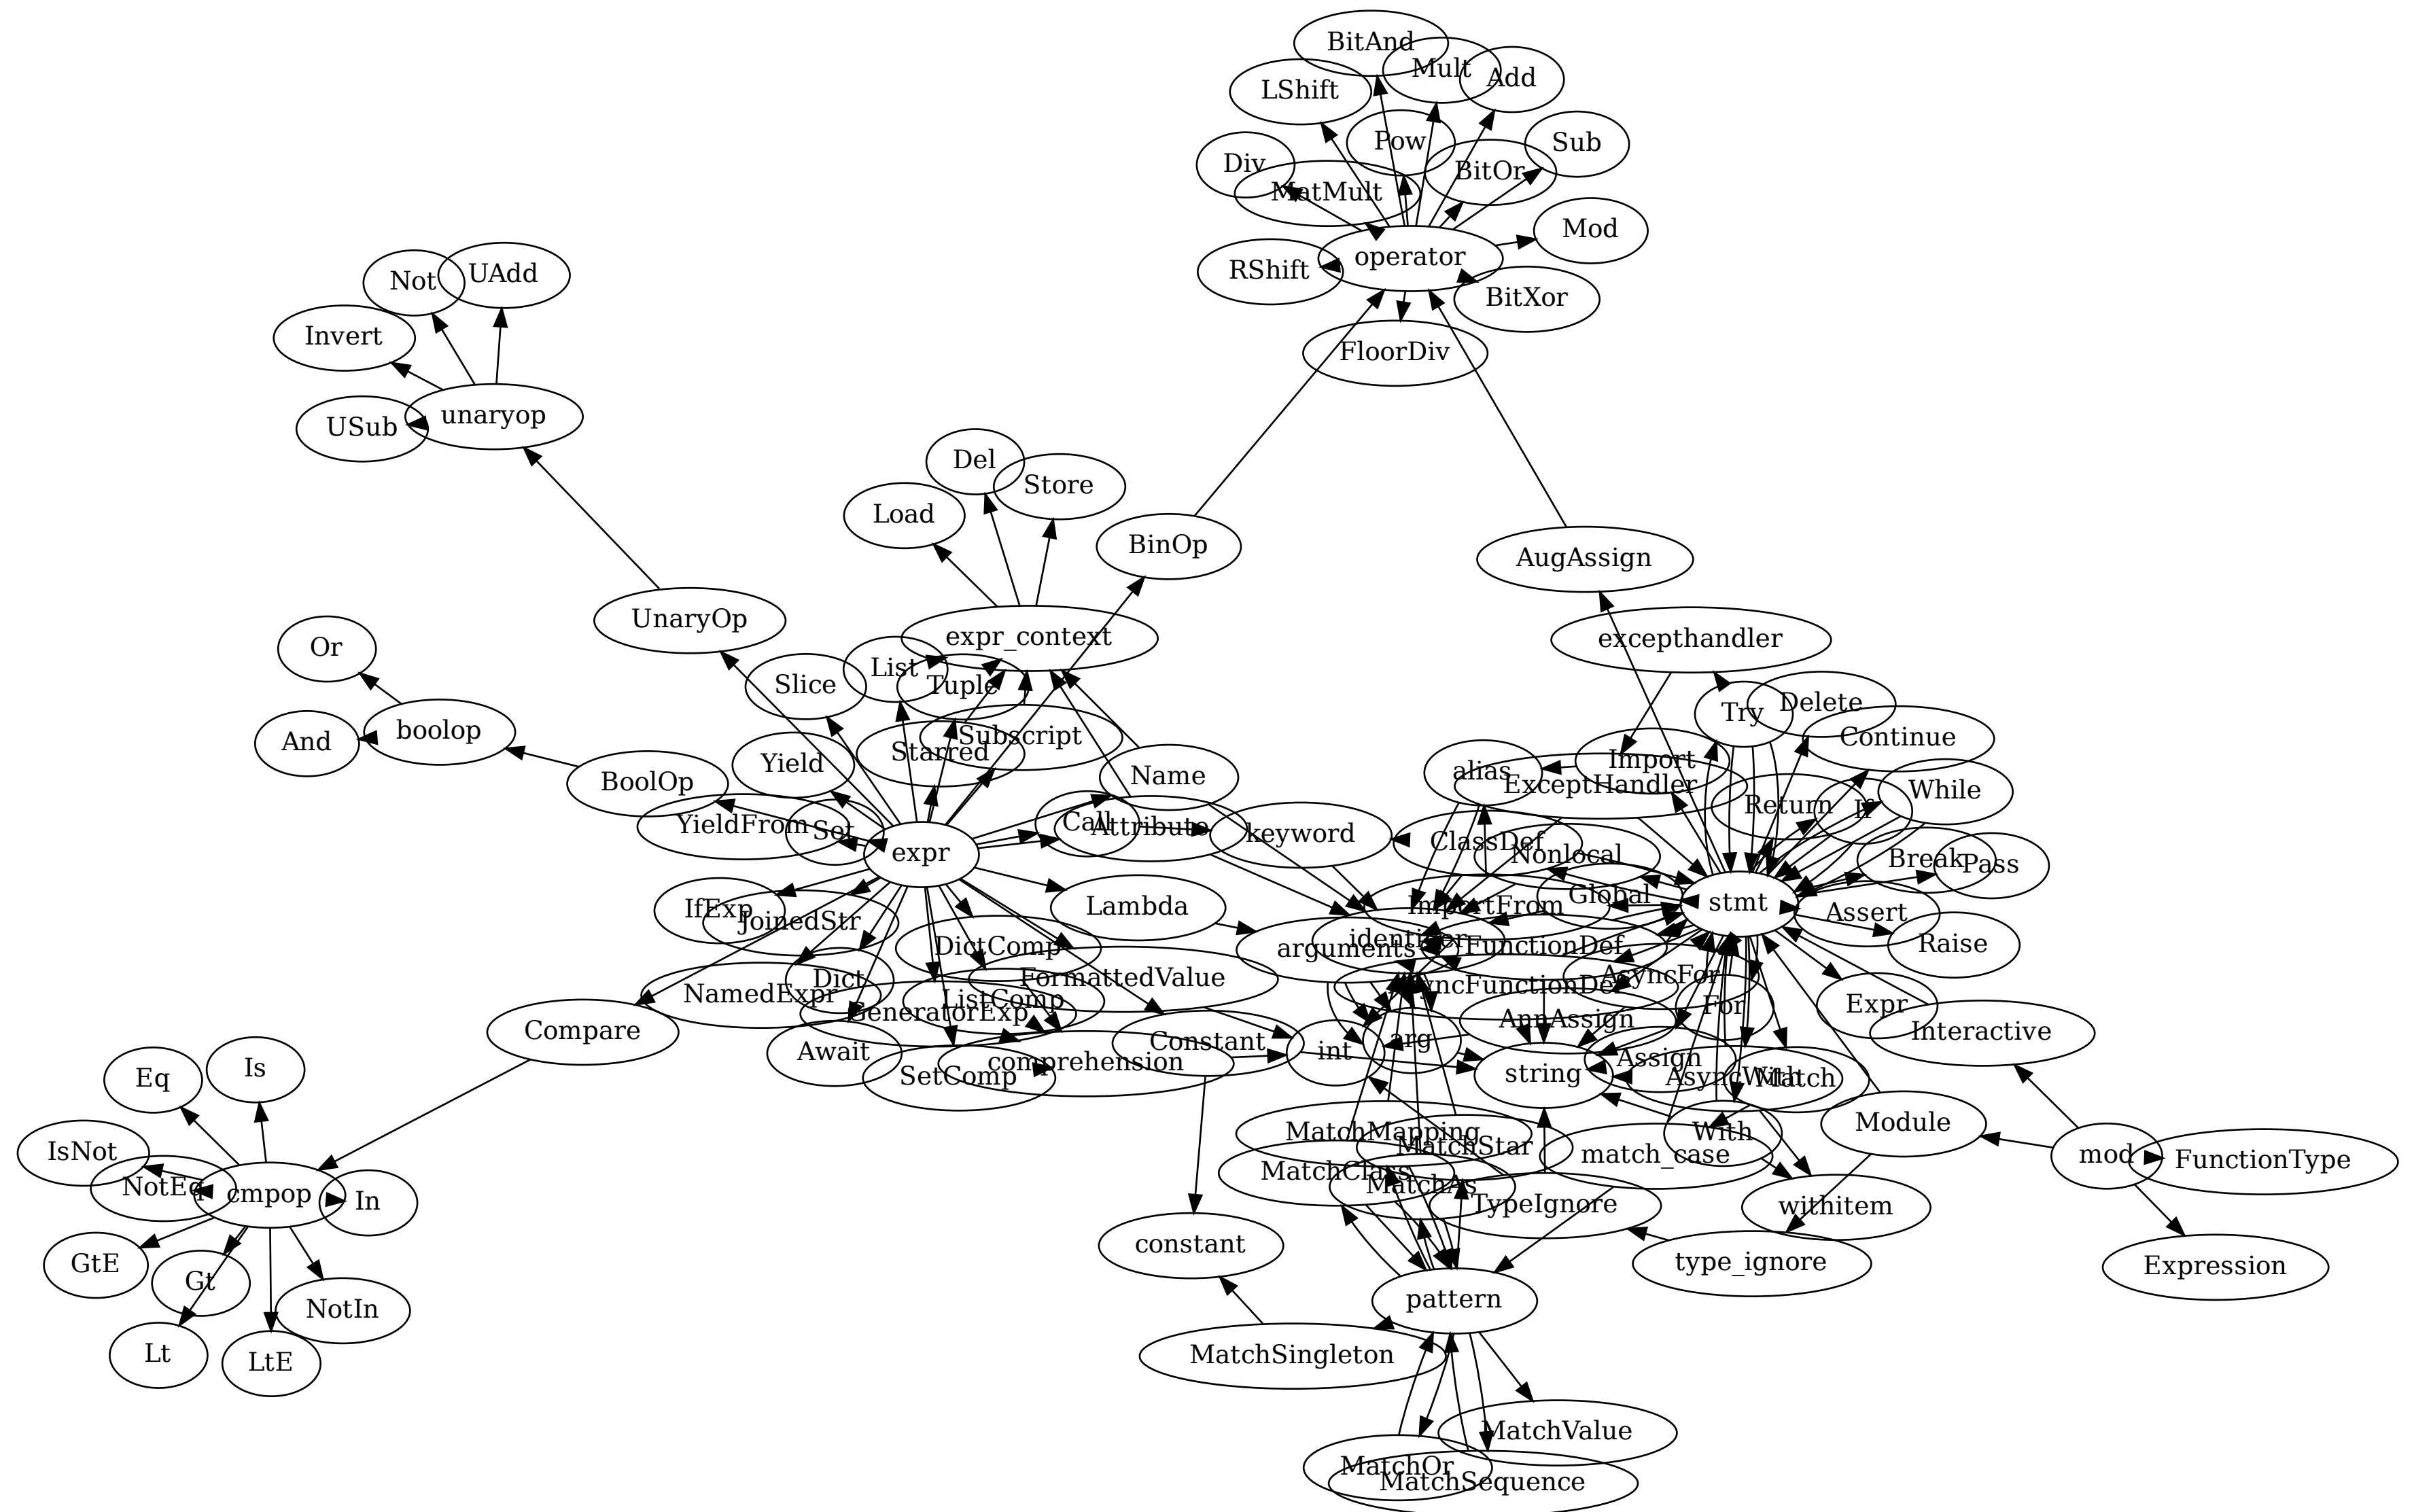 BitAnd
Mult
Add
LShift
Pow
Sub
Div
BitOr
MatMult
Mod
operator
RShift
BitXor
UAdd
Not
Invert
FloorDiv
unaryop
USub
Del
Store
Load
BinOp
AugAssign
UnaryOp
expr_context
excepthandler
Or
List
Slice
Tuple
Delete
Try
boolop
And
Subscript
Continue
Starred
Import
Yield
alias
Name
BoolOp
ExceptHandler
While
Return
If
YieldFrom
Set
Call
Attribute
keyword
ClassDef
Nonlocal
expr
Break
Pass
Global
stmt
Lambda
ImportFrom
IfExp
JoinedStr
Assert
identifier
arguments
DictComp
FunctionDef
Raise
Dict
FormattedValue
AsyncFor
AsyncFunctionDef
NamedExpr
ListComp
For
Expr
GeneratorExp
AnnAssign
Compare
Interactive
Constant
arg
int
Await
comprehension
Assign
Is
Eq
SetComp
string
AsyncWith
Match
Module
MatchMapping
With
MatchStar
IsNot
match_case
mod
FunctionType
MatchClass
NotEq
cmpop
In
MatchAs
TypeIgnore
withitem
constant
GtE
type_ignore
Expression
Gt
pattern
NotIn
Lt
LtE
MatchSingleton
MatchValue
MatchOr
MatchSequence